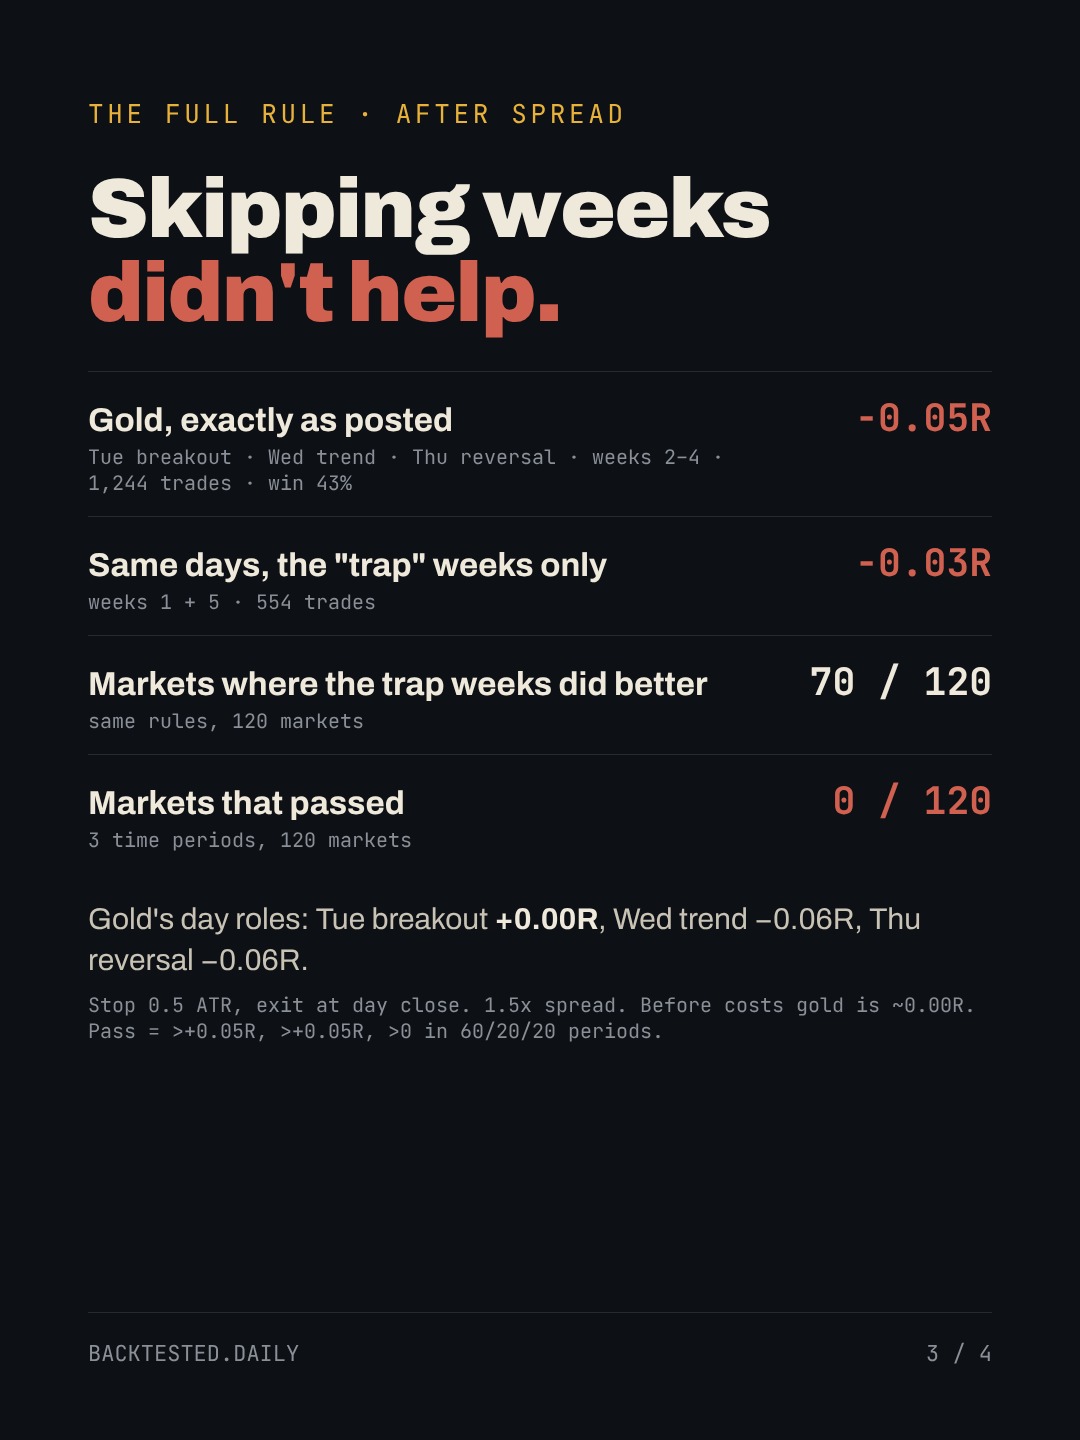 THE FULL RULE · AFTER SPREAD
Skipping weeks
didn't help.
Gold, exactly as posted
-0.05R
Tue breakout · Wed trend · Thu reversal · weeks 2–4 ·
1,244 trades · win 43%
Same days, the "trap" weeks only
-0.03R
weeks 1 + 5 · 554 trades
Markets where the trap weeks did better
70 / 120
same rules, 120 markets
Markets that passed
0 / 120
3 time periods, 120 markets
Gold's day roles: Tue breakout +0.00R, Wed trend −0.06R, Thu
reversal −0.06R.
Stop 0.5 ATR, exit at day close. 1.5x spread. Before costs gold is ~0.00R.
Pass = >+0.05R, >+0.05R, >0 in 60/20/20 periods.
BACKTESTED.DAILY
3 / 4